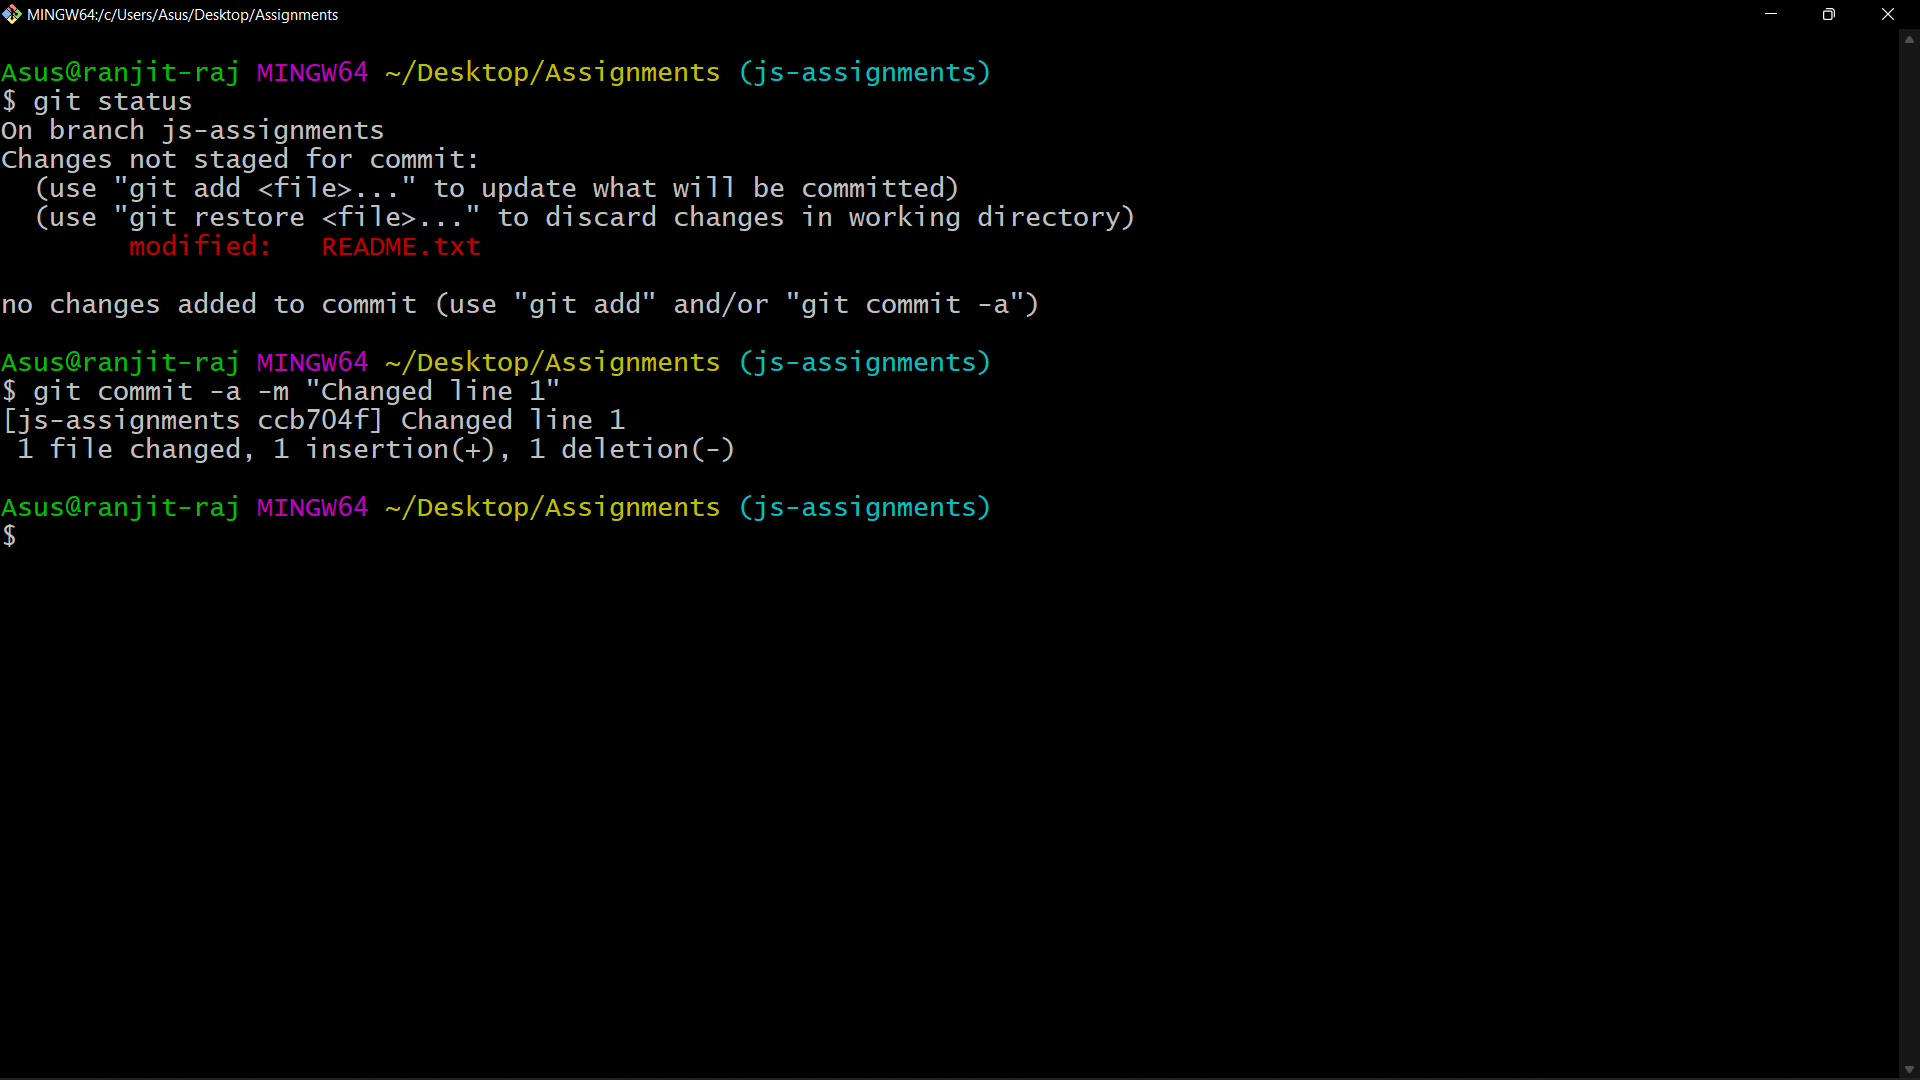 MINGW64:/c/Users/Asus/Desktop/Assignments
Asus@ranjit-raj MINGW64 ~/Desktop/Assignments (js-assignments)
$ git status
On branch js-assignments
Changes not staged for commit:
  (use "git add <file>..." to update what will be committed)
  (use "git restore <file>..." to discard changes in working directory)
        modified:   README.txt
no changes added to commit (use "git add" and/or "git commit -a")
Asus@ranjit-raj MINGW64 ~/Desktop/Assignments (js-assignments)
$ git commit -a -m "Changed line 1"
[js-assignments ccb704f] Changed line 1
 1 file changed, 1 insertion(+), 1 deletion(-)
Asus@ranjit-raj MINGW64 ~/Desktop/Assignments (js-assignments)
$